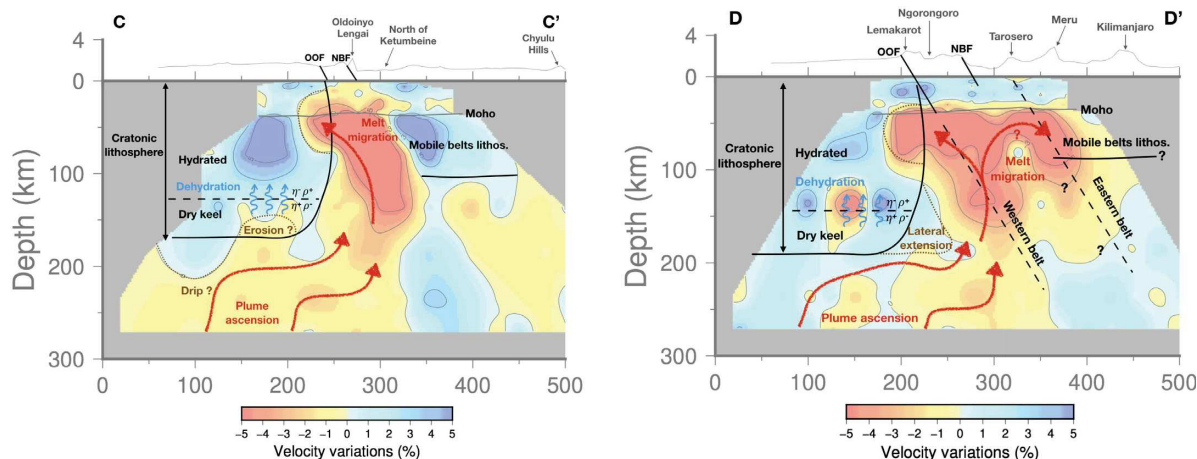 C
C'
Oldoinyo
Lengai
North of
Ketumbeine
Chyulu
Hills
OOF
NBF
4
0
100
200
300
Depth (km)
Moho
Cratonic
lithosphere
Hydrated
Melt
migration
Mobile belts lithos.
Dehydration
η⁻ ρ⁺
η⁺ ρ⁻
Dry keel
Erosion ?
Drip ?
Plume
ascension
0 100 200 300 400 500
-5 -4 -3 -2 -1 0 1 2 3 4 5
Velocity variations (%)
D
D'
Ngorongoro
Lemakarot
Meru
Tarosero
Kilimanjaro
OOF
NBF
4
0
100
200
300
Depth (km)
Moho
Cratonic
lithosphere
Hydrated
?
Mobile belts lithos.
?
Melt
migration
Dehydration
η⁻ ρ⁺
η⁺ ρ⁻
Dry keel
Lateral
extension
Western belt
Eastern belt
?
?
Plume ascension
0 100 200 300 400 500
-5 -4 -3 -2 -1 0 1 2 3 4 5
Velocity variations (%)